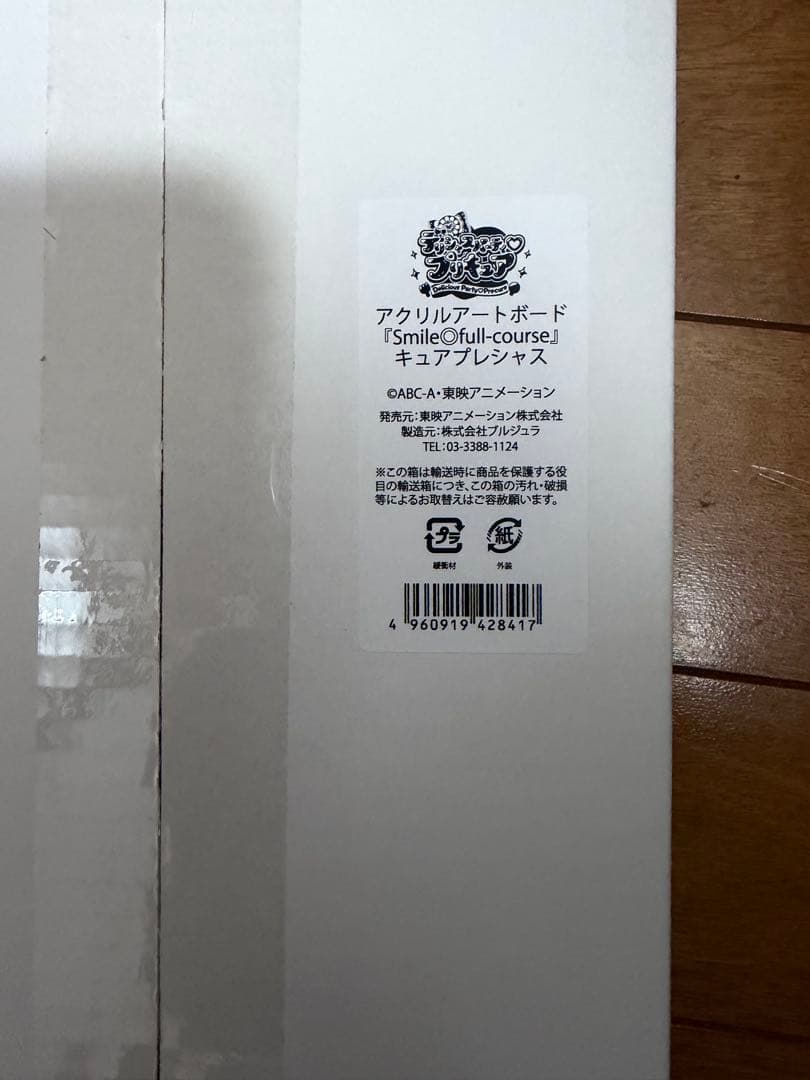 デリシャスパーティ♡
プリキュア
Delicious Party♡Precure
アクリルアートボード
『Smile◎full-course』
キュアプレシャス
©ABC-A・東映アニメーション
発売元：東映アニメーション株式会社
製造元：株式会社ブルジュラ
TEL：03-3388-1124
※この箱は輸送時に商品を保護する役
目の輸送箱につき、この箱の汚れ・破損
等によるお取替えはご容赦願います。
プラ 紙
緩衝材 外装
4 960919 428417